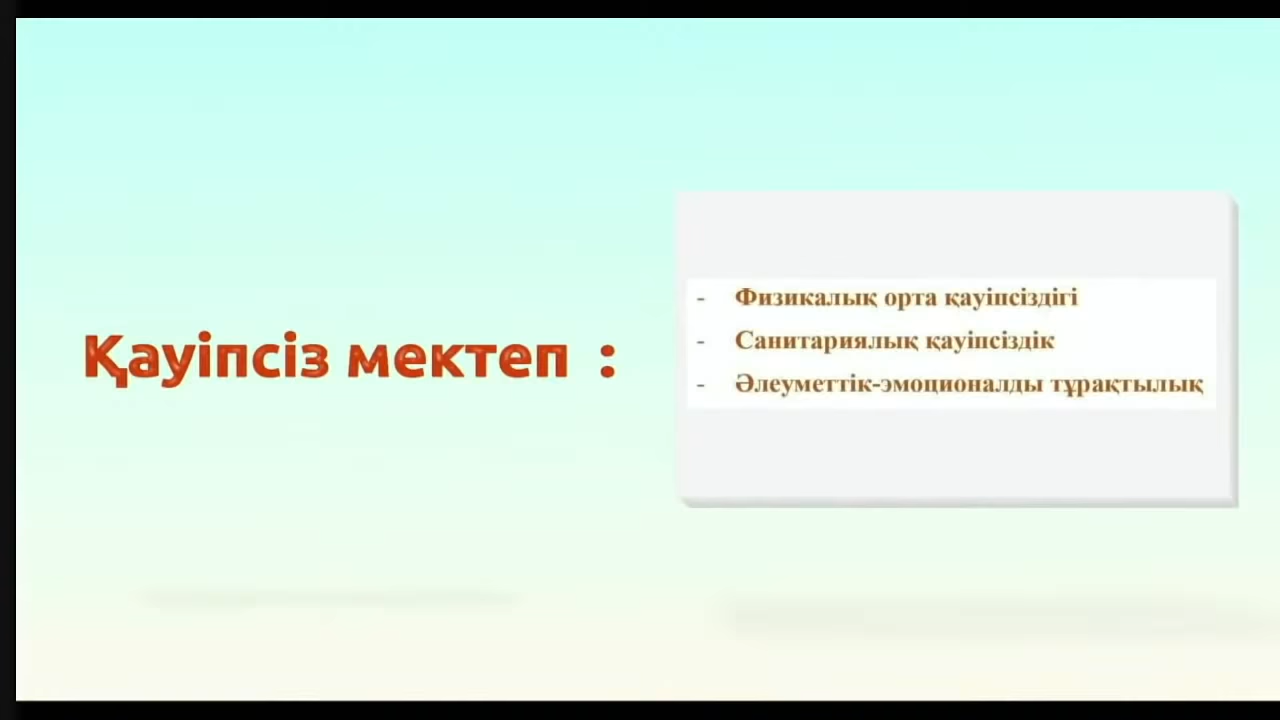 Қауіпсіз мектеп :
- Физикалық орта қауіпсіздігі
- Санитариялық қауіпсіздік
- Әлеуметтік-эмоционалды тұрақтылық